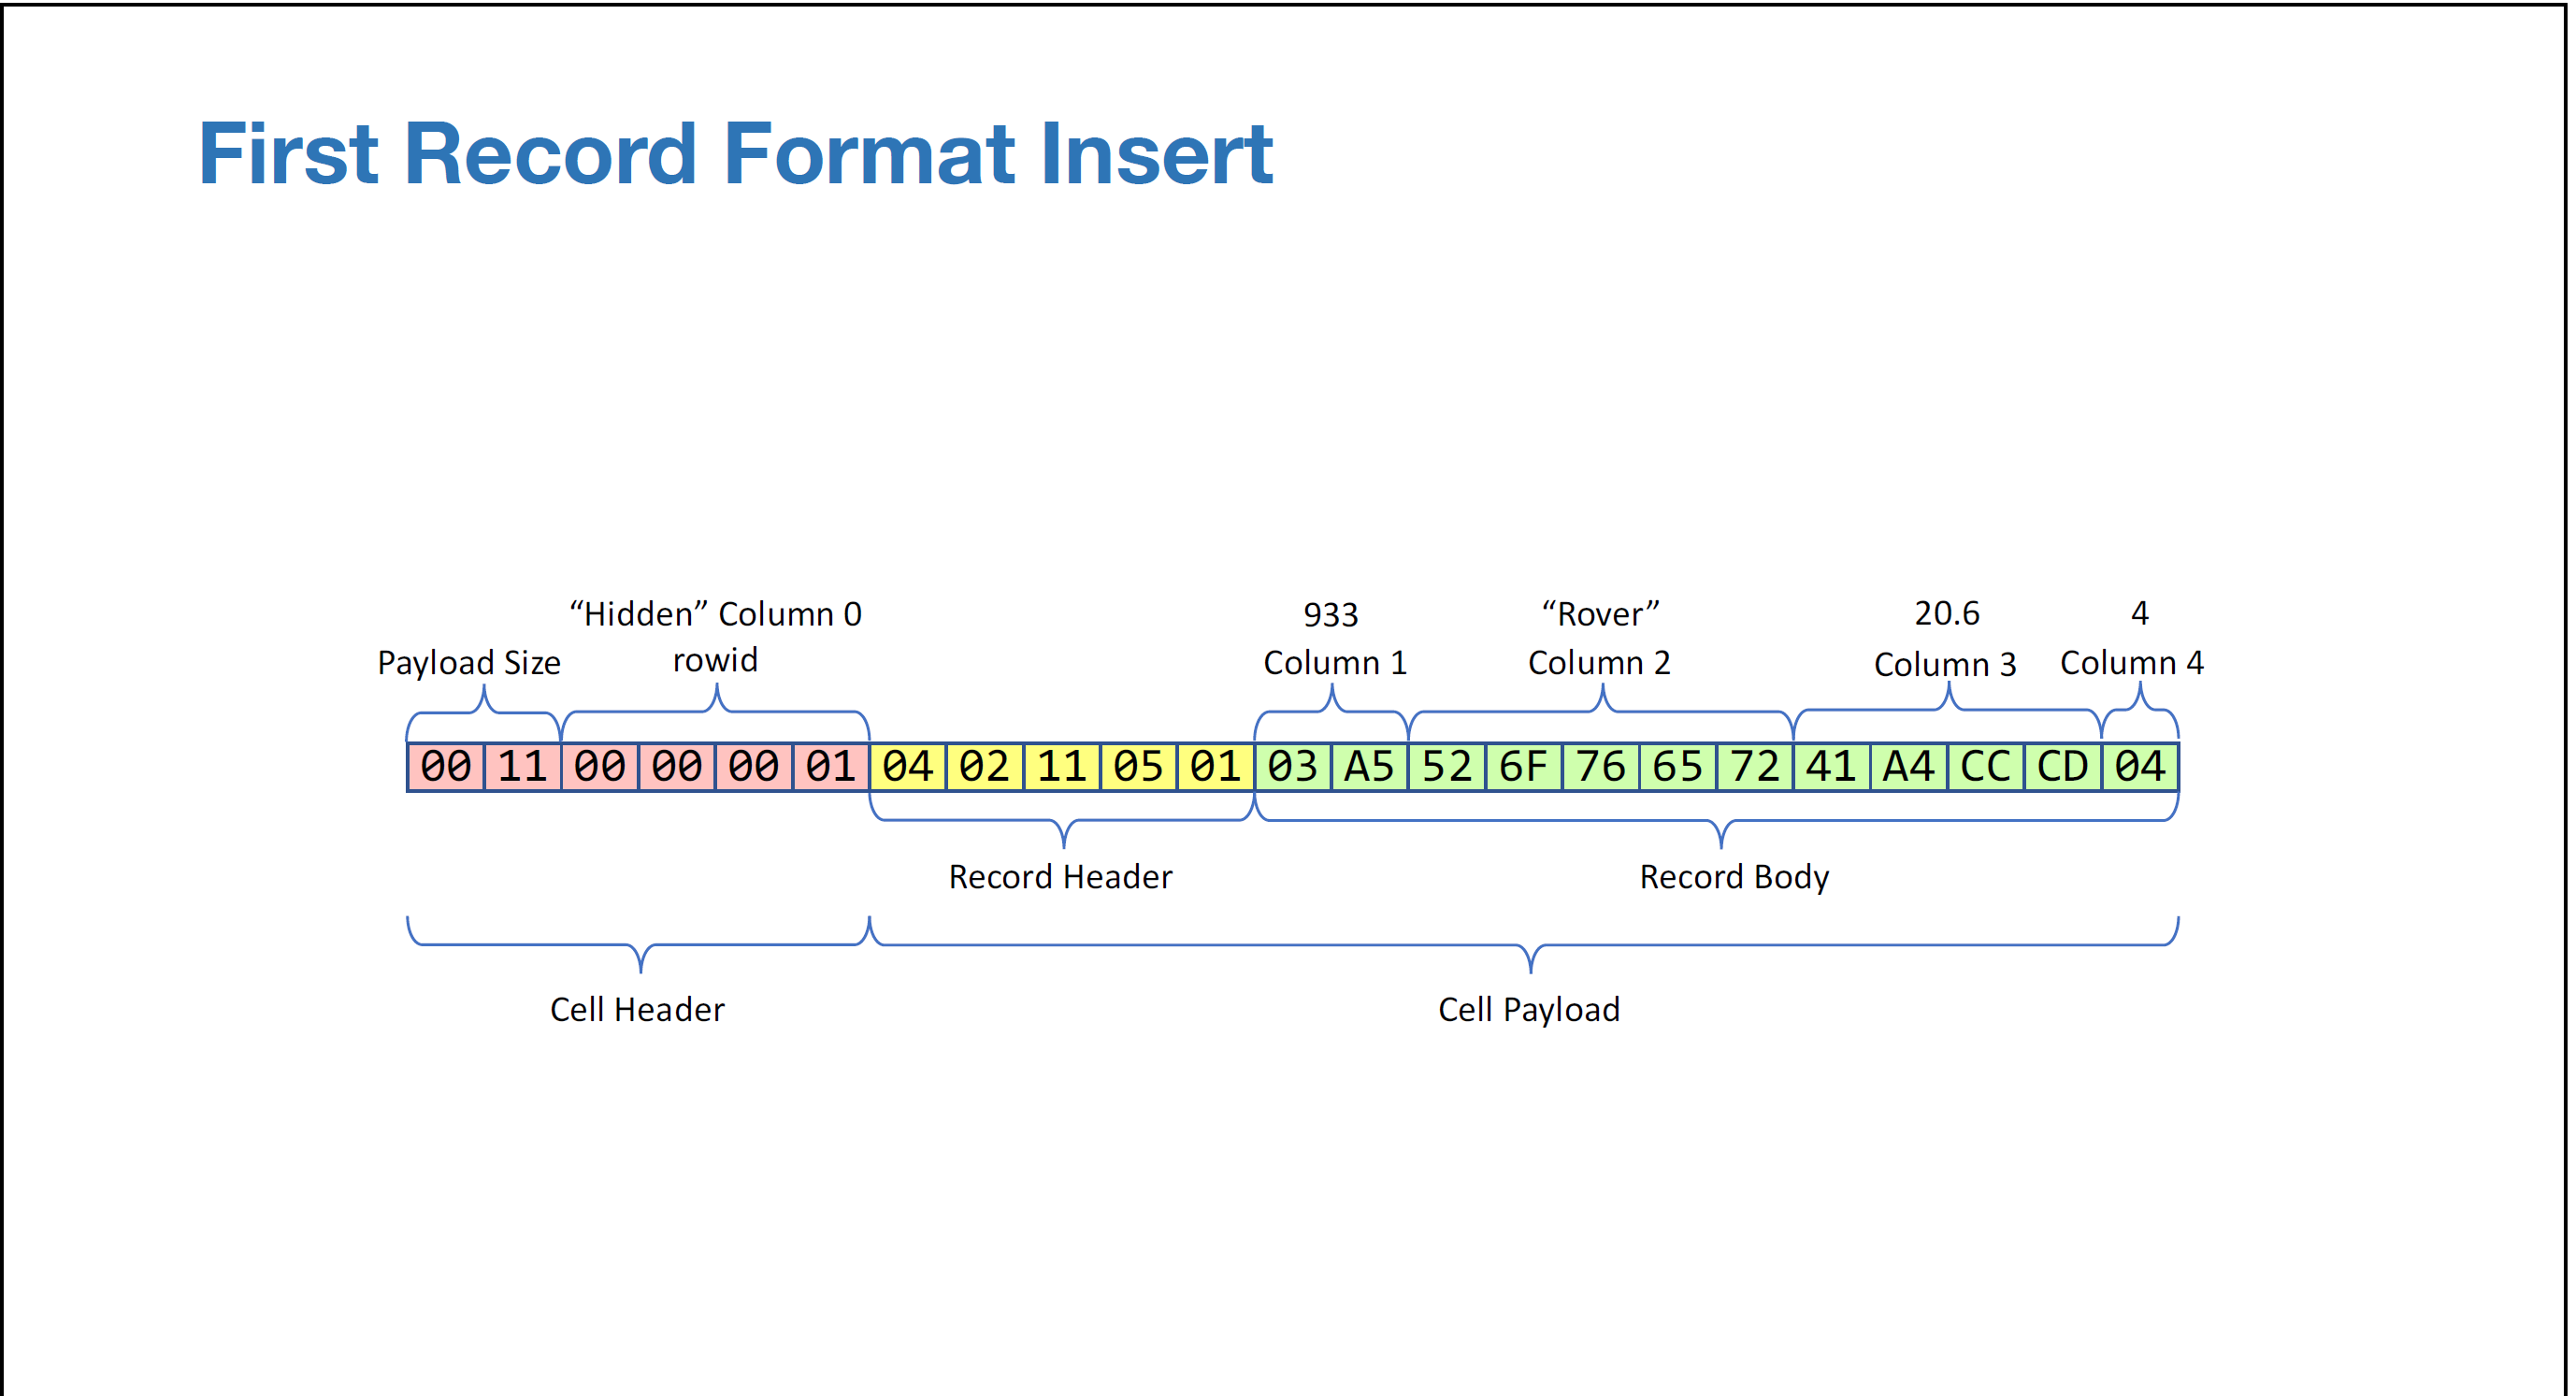 First Record Format Insert
“Hidden” Column 0
rowid
Payload Size
933
Column 1
“Rover”
Column 2
20.6
Column 3
4
Column 4
00 11 00 00 00 01 04 02 11 05 01 03 A5 52 6F 76 65 72 41 A4 CC CD 04
Record Header
Record Body
Cell Header
Cell Payload